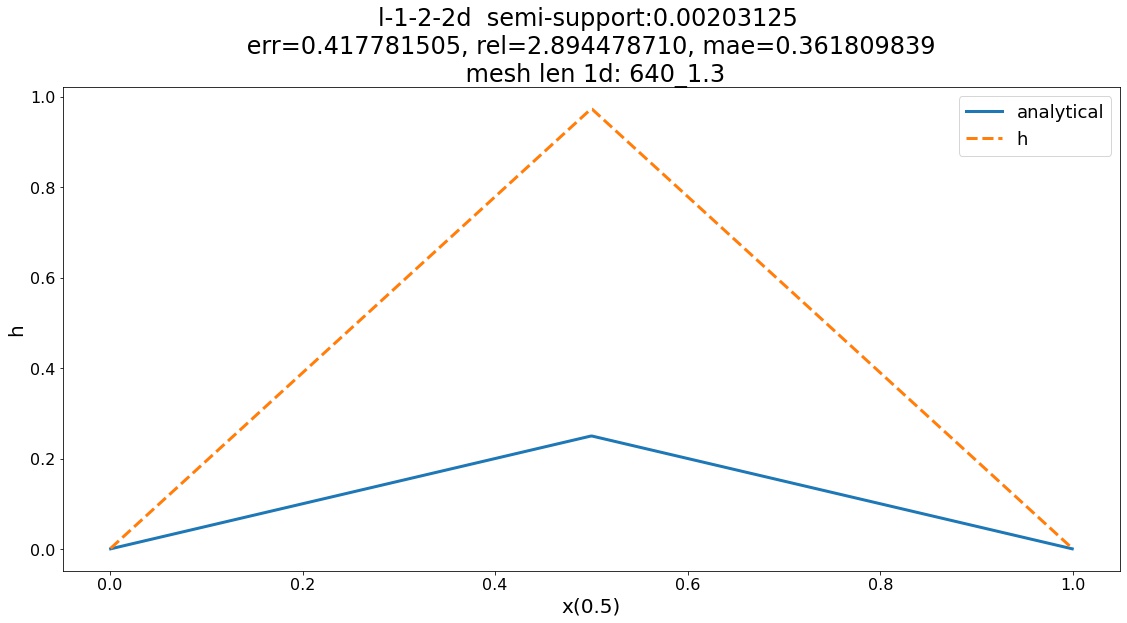 l-1-2-2d  semi-support:0.00203125
err=0.417781505, rel=2.894478710, mae=0.361809839
mesh len 1d: 640_1.3
1.0
0.8
0.6
0.4
0.2
0.0
h
analytical
h
0.0 0.2 0.4 0.6 0.8 1.0
x(0.5)